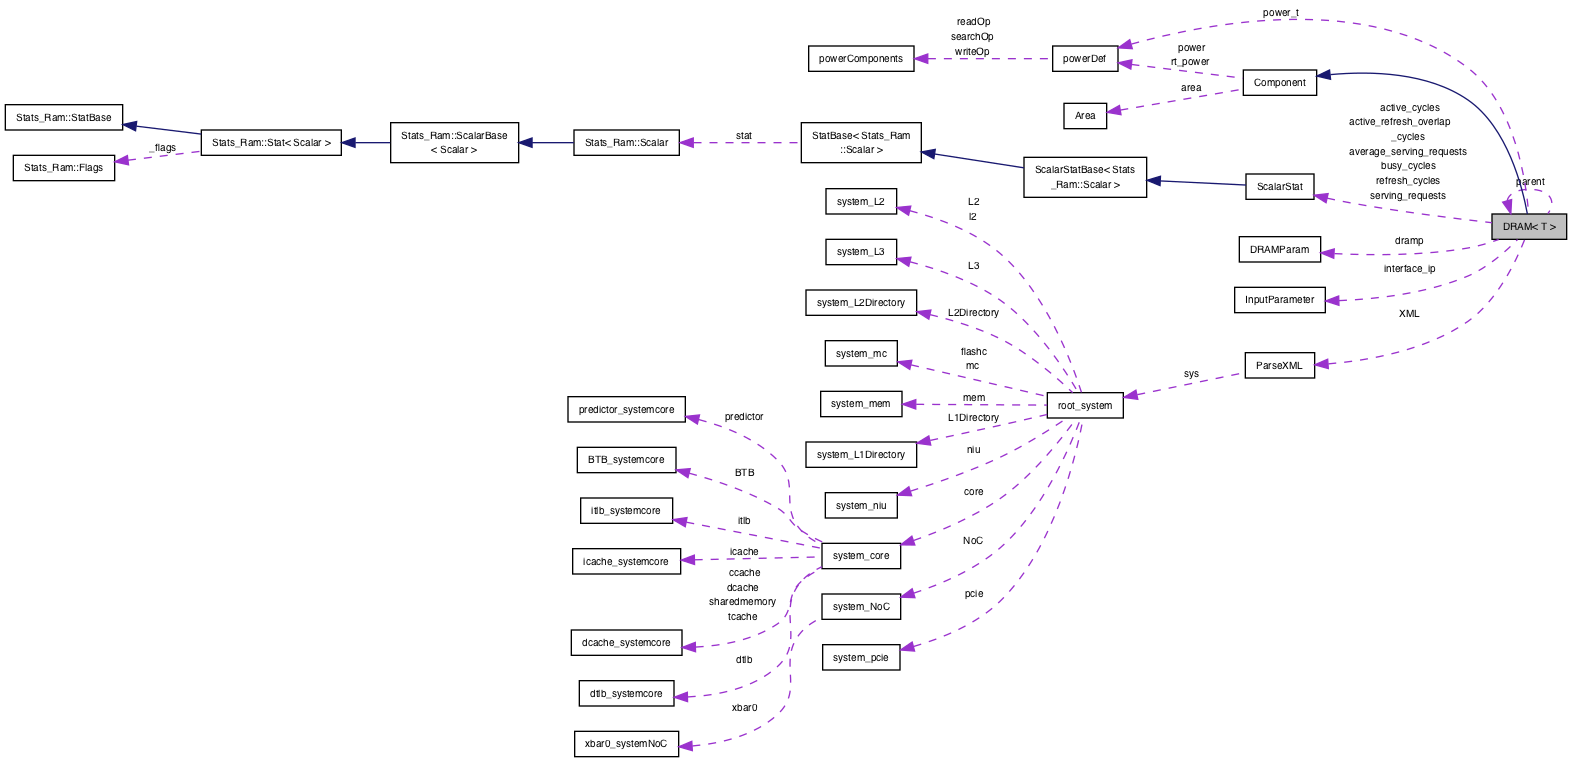 power_t
readOp
searchOp
writeOp
powerComponents
powerDef
power
rt_power
Component
area
Area
Stats_Ram::StatBase
_flags
Stats_Ram::Flags
Stats_Ram::Stat< Scalar >
Stats_Ram::ScalarBase
< Scalar >
Stats_Ram::Scalar
stat
StatBase< Stats_Ram
::Scalar >
ScalarStatBase< Stats
_Ram::Scalar >
ScalarStat
active_cycles
active_refresh_overlap
_cycles
average_serving_requests
busy_cycles
refresh_cycles
serving_requests
parent
DRAM< T >
dramp
DRAMParam
interface_ip
InputParameter
XML
ParseXML
sys
root_system
L2
l2
system_L2
L3
system_L3
L2Directory
system_L2Directory
flashc
mc
system_mc
mem
system_mem
L1Directory
system_L1Directory
niu
system_niu
core
system_core
NoC
system_NoC
pcie
system_pcie
predictor
predictor_systemcore
BTB
BTB_systemcore
itlb
itlb_systemcore
icache
icache_systemcore
ccache
dcache
sharedmemory
tcache
dcache_systemcore
dtlb
dtlb_systemcore
xbar0
xbar0_systemNoC